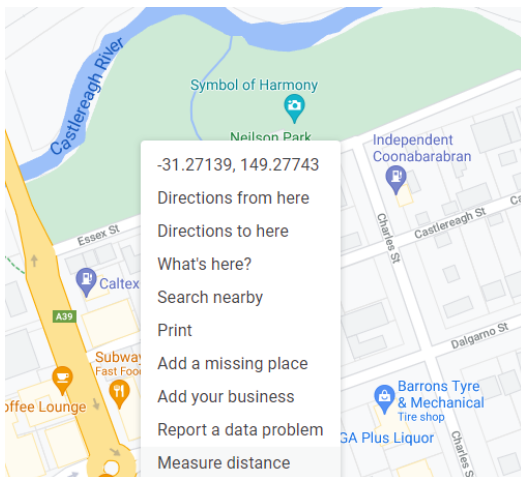 Castlereagh River
Symbol of Harmony
Neilson Park
Independent
Coonabarabran
-31.27139, 149.27743
Directions from here
Directions to here
What's here?
Search nearby
Print
Add a missing place
Add your business
Report a data problem
Measure distance
Essex St
Castlereagh St
Charles St
Caltex
A39
Dalgarno St
Subway
Fast Foo
offee Lounge
Barrons Tyre
& Mechanical
Tire shop
GA Plus Liquor
Charles St